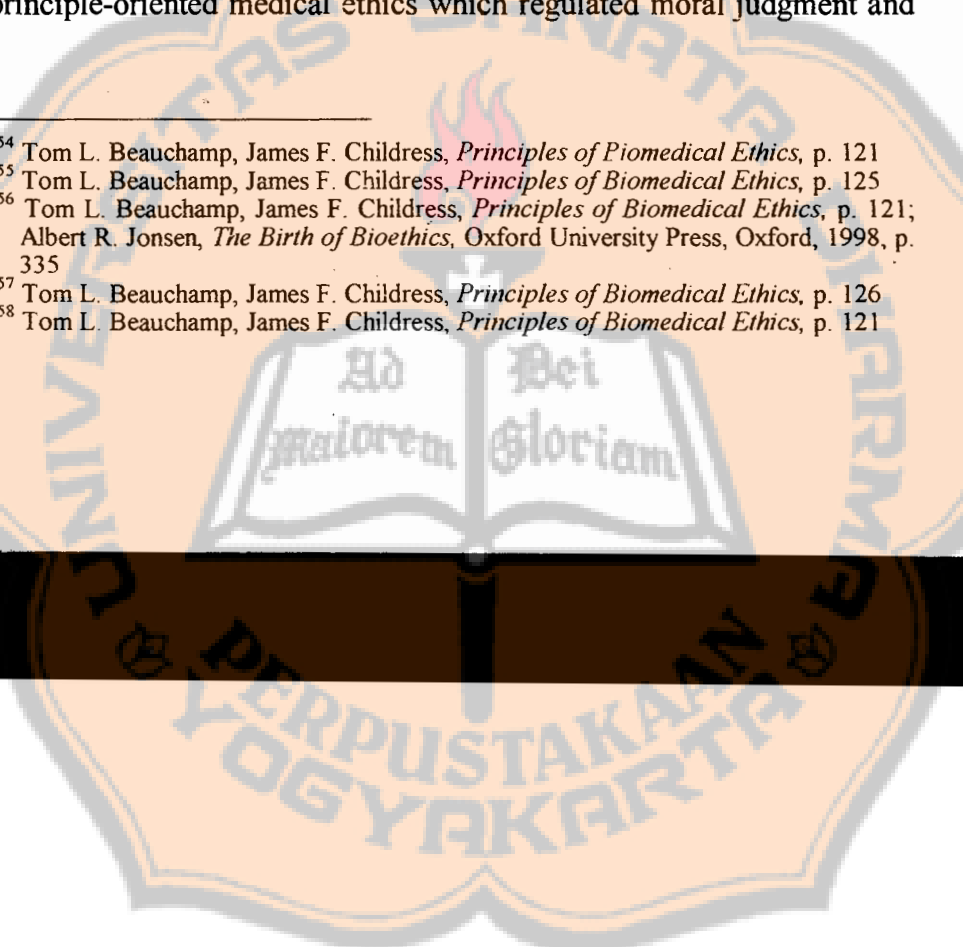 principle-oriented medical ethics which regulated moral judgment and
54 Tom L. Beauchamp, James F. Childress, Principles of Piomedical Ethics, p. 121
55 Tom L. Beauchamp, James F. Childress, Principles of Biomedical Ethics, p. 125
56 Tom L. Beauchamp, James F. Childress, Principles of Biomedical Ethics, p. 121;
Albert R. Jonsen, The Birth of Bioethics, Oxford University Press, Oxford, 1998, p.
335
57 Tom L. Beauchamp, James F. Childress, Principles of Biomedical Ethics, p. 126
58 Tom L. Beauchamp, James F. Childress, Principles of Biomedical Ethics, p. 121
UNIVERSITAS SANATA DHARMA
Ad Dei
maiorem Gloriam
PERPUSTAKAAN
YOGYAKARTA